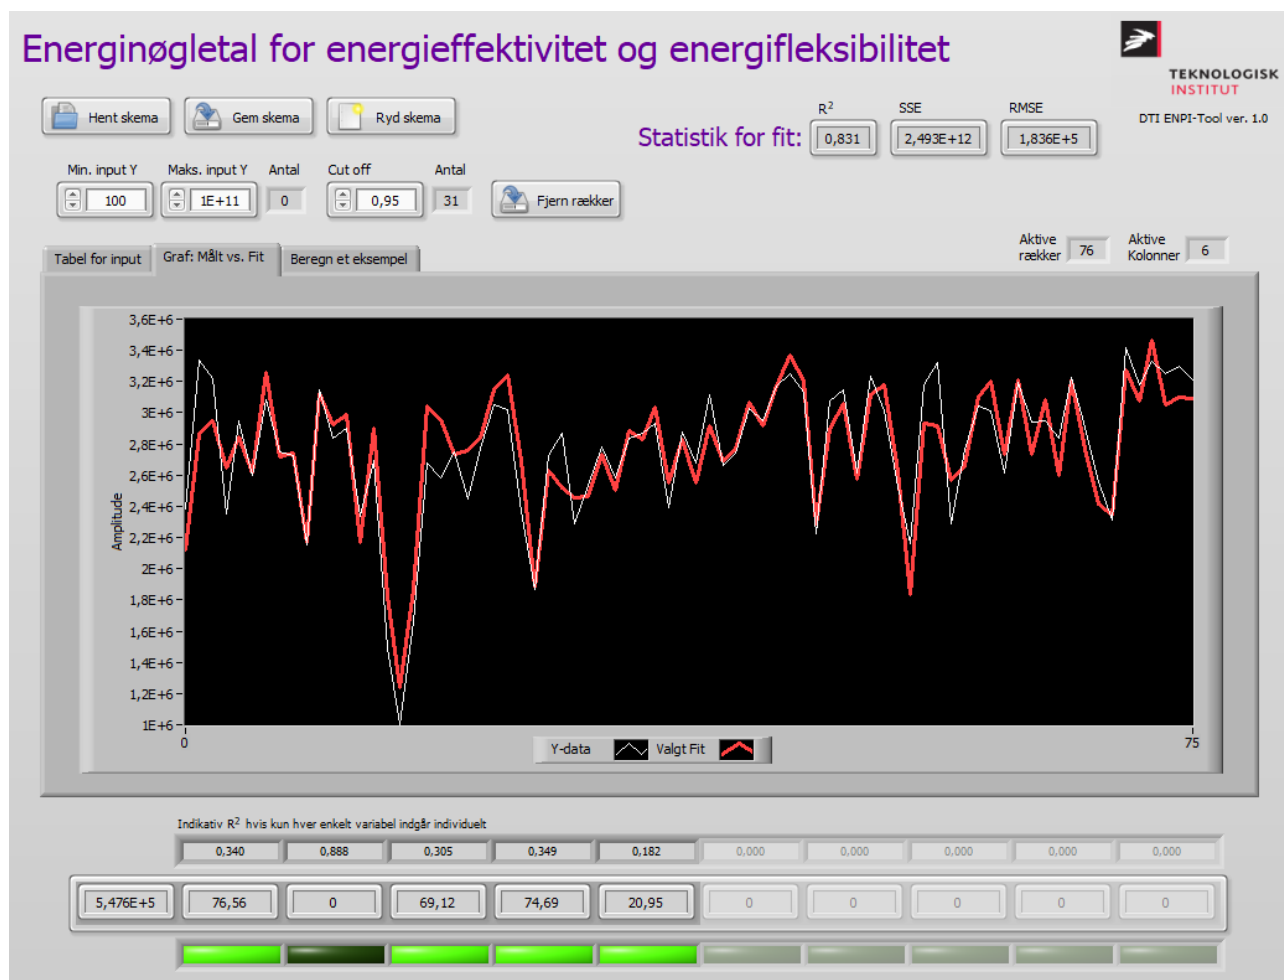 Energinøgletal for energieffektivitet og energifleksibilitet
TEKNOLOGISK
INSTITUT
DTI ENPI-Tool ver. 1.0
Hent skema
Gem skema
Ryd skema
Statistik for fit:
R²
SSE
RMSE
0,831
2,493E+12
1,836E+5
Min. input Y
Maks. input Y
Antal
Cut off
Antal
100
1E+11
0
0,95
31
Fjern rækker
Aktive rækker
76
Aktive Kolonner
6
Tabel for input
Graf: Målt vs. Fit
Beregn et eksempel
Amplitude
3,6E+6
3,4E+6
3,2E+6
3E+6
2,8E+6
2,6E+6
2,4E+6
2,2E+6
2E+6
1,8E+6
1,6E+6
1,4E+6
1,2E+6
1E+6
0
75
Y-data
Valgt Fit
Indikativ R² hvis kun hver enkelt variabel indgår individuelt
0,340 0,888 0,305 0,349 0,182 0,000 0,000 0,000 0,000 0,000
5,476E+5 76,56 0 69,12 74,69 20,95 0 0 0 0 0